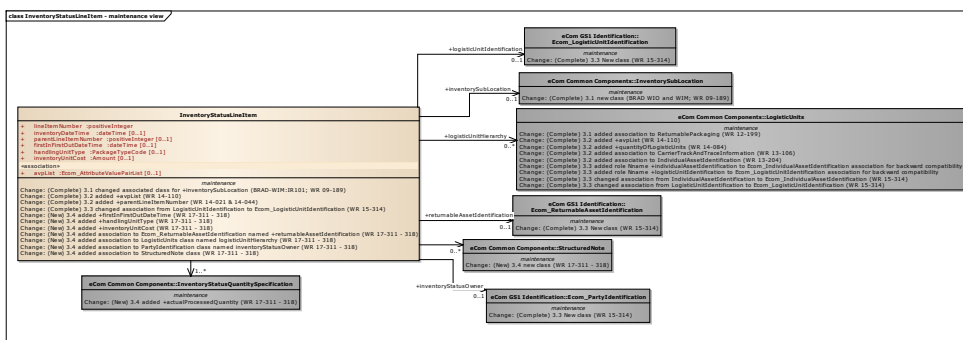 class InventoryStatusLineItem - maintenance view
eCom GS1 Identification::
Ecom_LogisticUnitIdentification
maintenance
Change: (Complete) 3.3 New class (WR 15-314)
+logisticUnitIdentification
0..1
eCom Common Components::InventorySubLocation
maintenance
Change: (Complete) 3.1 new class (BRAD WIO and WIM; WR 09-189)
+inventorySubLocation
0..1
InventoryStatusLineItem
+ lineItemNumber :positiveInteger
+ inventoryDateTime :dateTime [0..1]
+ parentLineItemNumber :positiveInteger [0..1]
+ firstInFirstOutDateTime :dateTime [0..1]
+ handlingUnitType :PackageTypeCode [0..1]
+ inventoryUnitCost :Amount [0..1]
«association»
+ avpList :Ecom_AttributeValuePairList [0..1]
maintenance
Change: (Complete) 3.1 changed associated class for +inventorySubLocation (BRAD-WIM:IR101; WR 09-189)
Change: (Complete) 3.2 added +avpList (WR 14-110)
Change: (Complete) 3.2 added +parentLineItemNumber (WR 14-021 & 14-044)
Change: (Complete) 3.3 changed association from LogisticUnitIdentification to Ecom_LogisticUnitIdentification (WR 15-314)
Change: (New) 3.4 added +firstInFirstOutDateTime (WR 17-311 - 318)
Change: (New) 3.4 added +handlingUnitType (WR 17-311 - 318)
Change: (New) 3.4 added +inventoryUnitCost (WR 17-311 - 318)
Change: (New) 3.4 added association to Ecom_ReturnableAssetIdentification named +returnableAssetIdentification (WR 17-311 - 318)
Change: (New) 3.4 added association to LogisticUnits class named logisticUnitHierarchy (WR 17-311 - 318)
Change: (New) 3.4 added association to PartyIdentification class named inventoryStatusOwner (WR 17-311 - 318)
Change: (New) 3.4 added association to StructuredNote class (WR 17-311 - 318)
+logisticUnitHierarchy
0..*
eCom Common Components::LogisticUnits
maintenance
Change: (Complete) 3.1 added association to ReturnablePackaging (WR 12-199)
Change: (Complete) 3.2 added +avpList (WR 14-110)
Change: (Complete) 3.2 added +quantityOfLogisticUnits (WR 14-084)
Change: (Complete) 3.2 added association to CarrierTrackAndTraceInformation (WR 13-106)
Change: (Complete) 3.2 added association to IndividualAssetIdentification (WR 13-204)
Change: (Complete) 3.3 added role Nname +individualAssetIdentification to Ecom_IndividualAssetIdentification association for backward compatibility
Change: (Complete) 3.3 added role Nname +logisticUnitIdentification to Ecom_LogisticUnitIdentification association for backward compatibility
Change: (Complete) 3.3 changed association from IndividualAssetIdentification to Ecom_IndividualAssetIdentification (WR 15-314)
Change: (Complete) 3.3 changed association from LogisticUnitIdentification to Ecom_LogisticUnitIdentification (WR 15-314)
+returnableAssetIdentification
0..1
eCom GS1 Identification::
Ecom_ReturnableAssetIdentification
maintenance
Change: (Complete) 3.3 New class (WR 15-314)
0..*
eCom Common Components::StructuredNote
maintenance
Change: (New) 3.4 new class (WR 17-311 - 318)
1..*
eCom Common Components::InventoryStatusQuantitySpecification
maintenance
Change: (New) 3.4 added +actualProcessedQuantity (WR 17-311 - 318)
+inventoryStatusOwner
0..1
eCom GS1 Identification::Ecom_PartyIdentification
maintenance
Change: (Complete) 3.3 New class (WR 15-314)